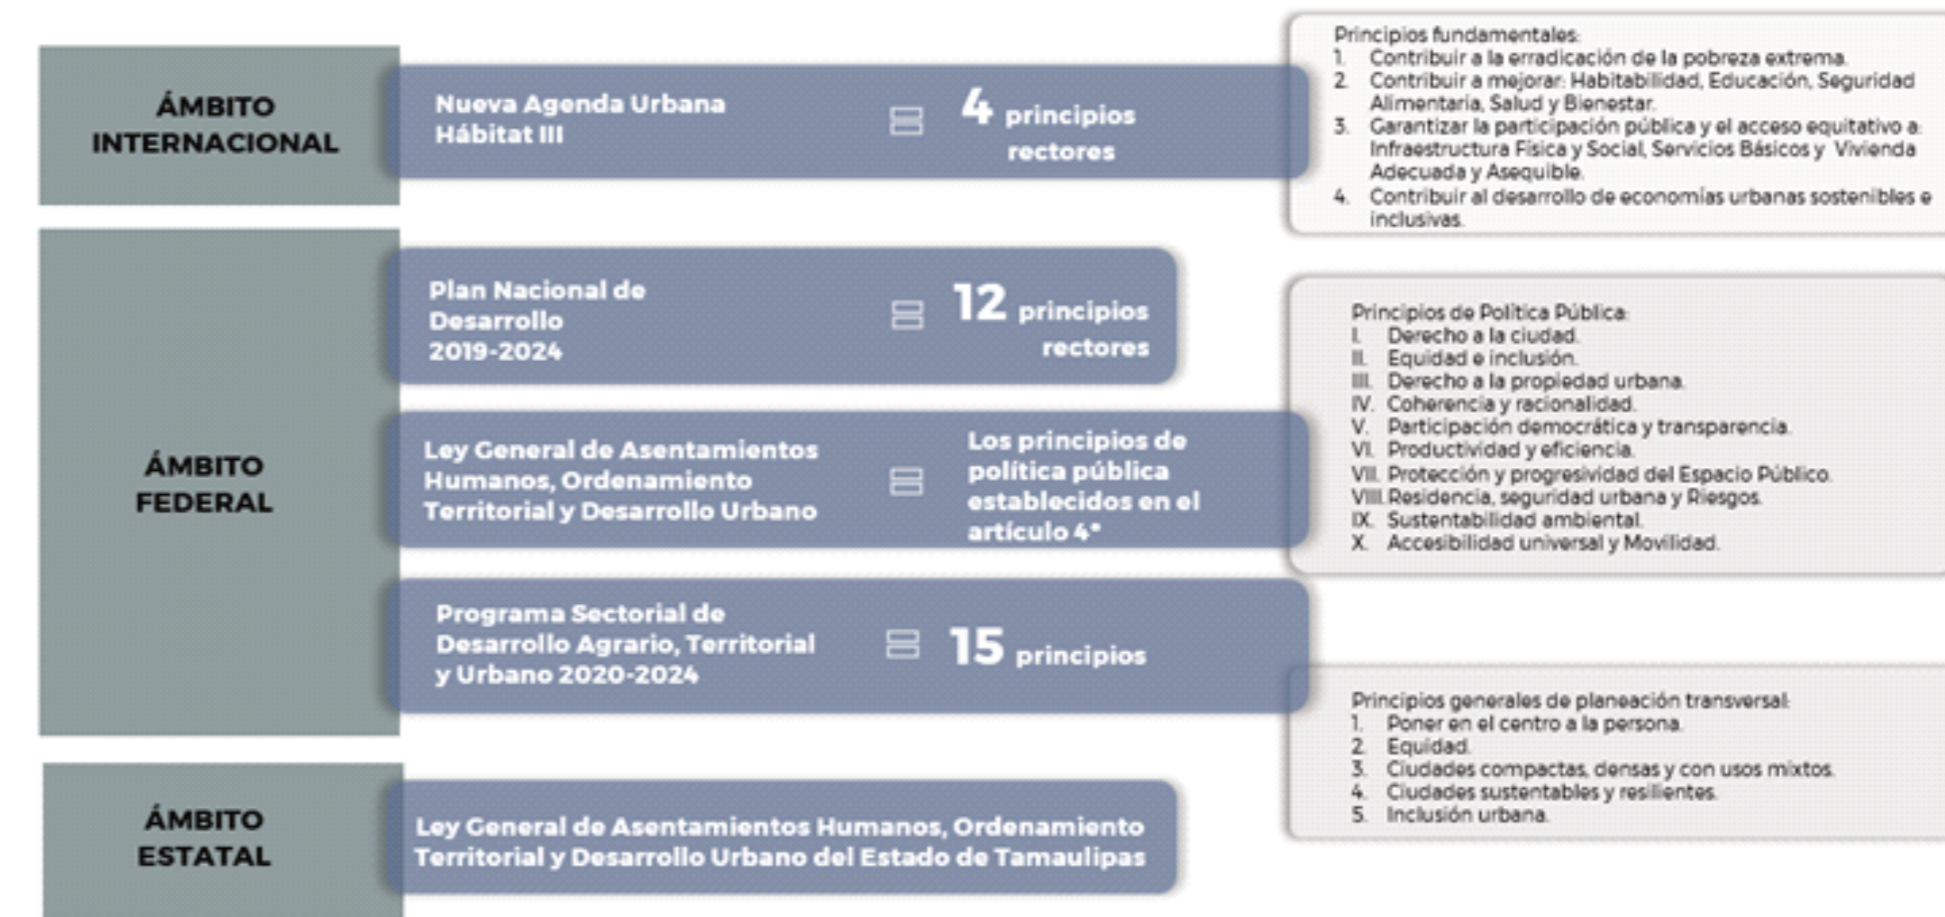 ÁMBITO
INTERNACIONAL
Nueva Agenda Urbana
Hábitat III
4 principios
rectores
Principios fundamentales:
1. Contribuir a la erradicación de la pobreza extrema.
2. Contribuir a mejorar: Habitabilidad, Educación, Seguridad
Alimentaria, Salud y Bienestar.
3. Garantizar la participación pública y el acceso equitativo a:
Infraestructura Física y Social, Servicios Básicos y Vivienda
Adecuada y Asequible.
4. Contribuir al desarrollo de economías urbanas sostenibles e
inclusivas.
ÁMBITO
FEDERAL
Plan Nacional de
Desarrollo
2019-2024
12 principios
rectores
Ley General de Asentamientos
Humanos, Ordenamiento
Territorial y Desarrollo Urbano
Los principios de
política pública
establecidos en el
artículo 4°
Principios de Política Pública:
I. Derecho a la ciudad.
II. Equidad e inclusión.
III. Derecho a la propiedad urbana.
IV. Coherencia y racionalidad.
V. Participación democrática y transparencia.
VI. Productividad y eficiencia.
VII. Protección y progresividad del Espacio Público.
VIII. Residencia, seguridad urbana y Riesgos.
IX. Sustentabilidad ambiental.
X. Accesibilidad universal y Movilidad.
Programa Sectorial de
Desarrollo Agrario, Territorial
y Urbano 2020-2024
15 principios
Principios generales de planeación transversal:
1. Poner en el centro a la persona.
2. Equidad.
3. Ciudades compactas, densas y con usos mixtos.
4. Ciudades sustentables y resilientes.
5. Inclusión urbana.
ÁMBITO
ESTATAL
Ley General de Asentamientos Humanos, Ordenamiento
Territorial y Desarrollo Urbano del Estado de Tamaulipas